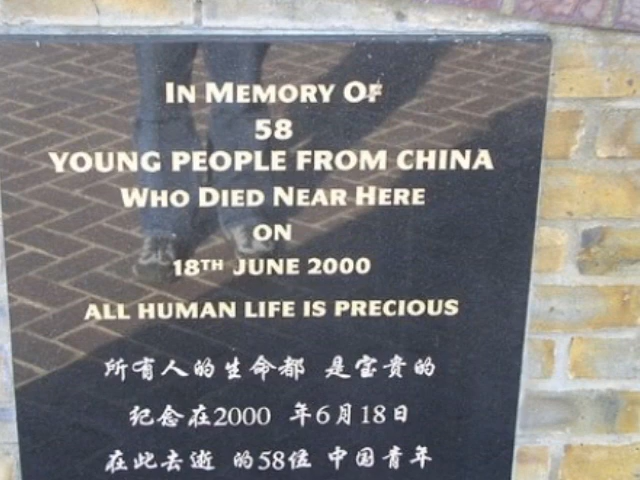 IN MEMORY OF
58
YOUNG PEOPLE FROM CHINA
WHO DIED NEAR HERE
ON
18TH JUNE 2000
ALL HUMAN LIFE IS PRECIOUS
所有人的生命都 是宝贵的
纪念在2000 年6月18日
在此去逝 的58位 中国青年